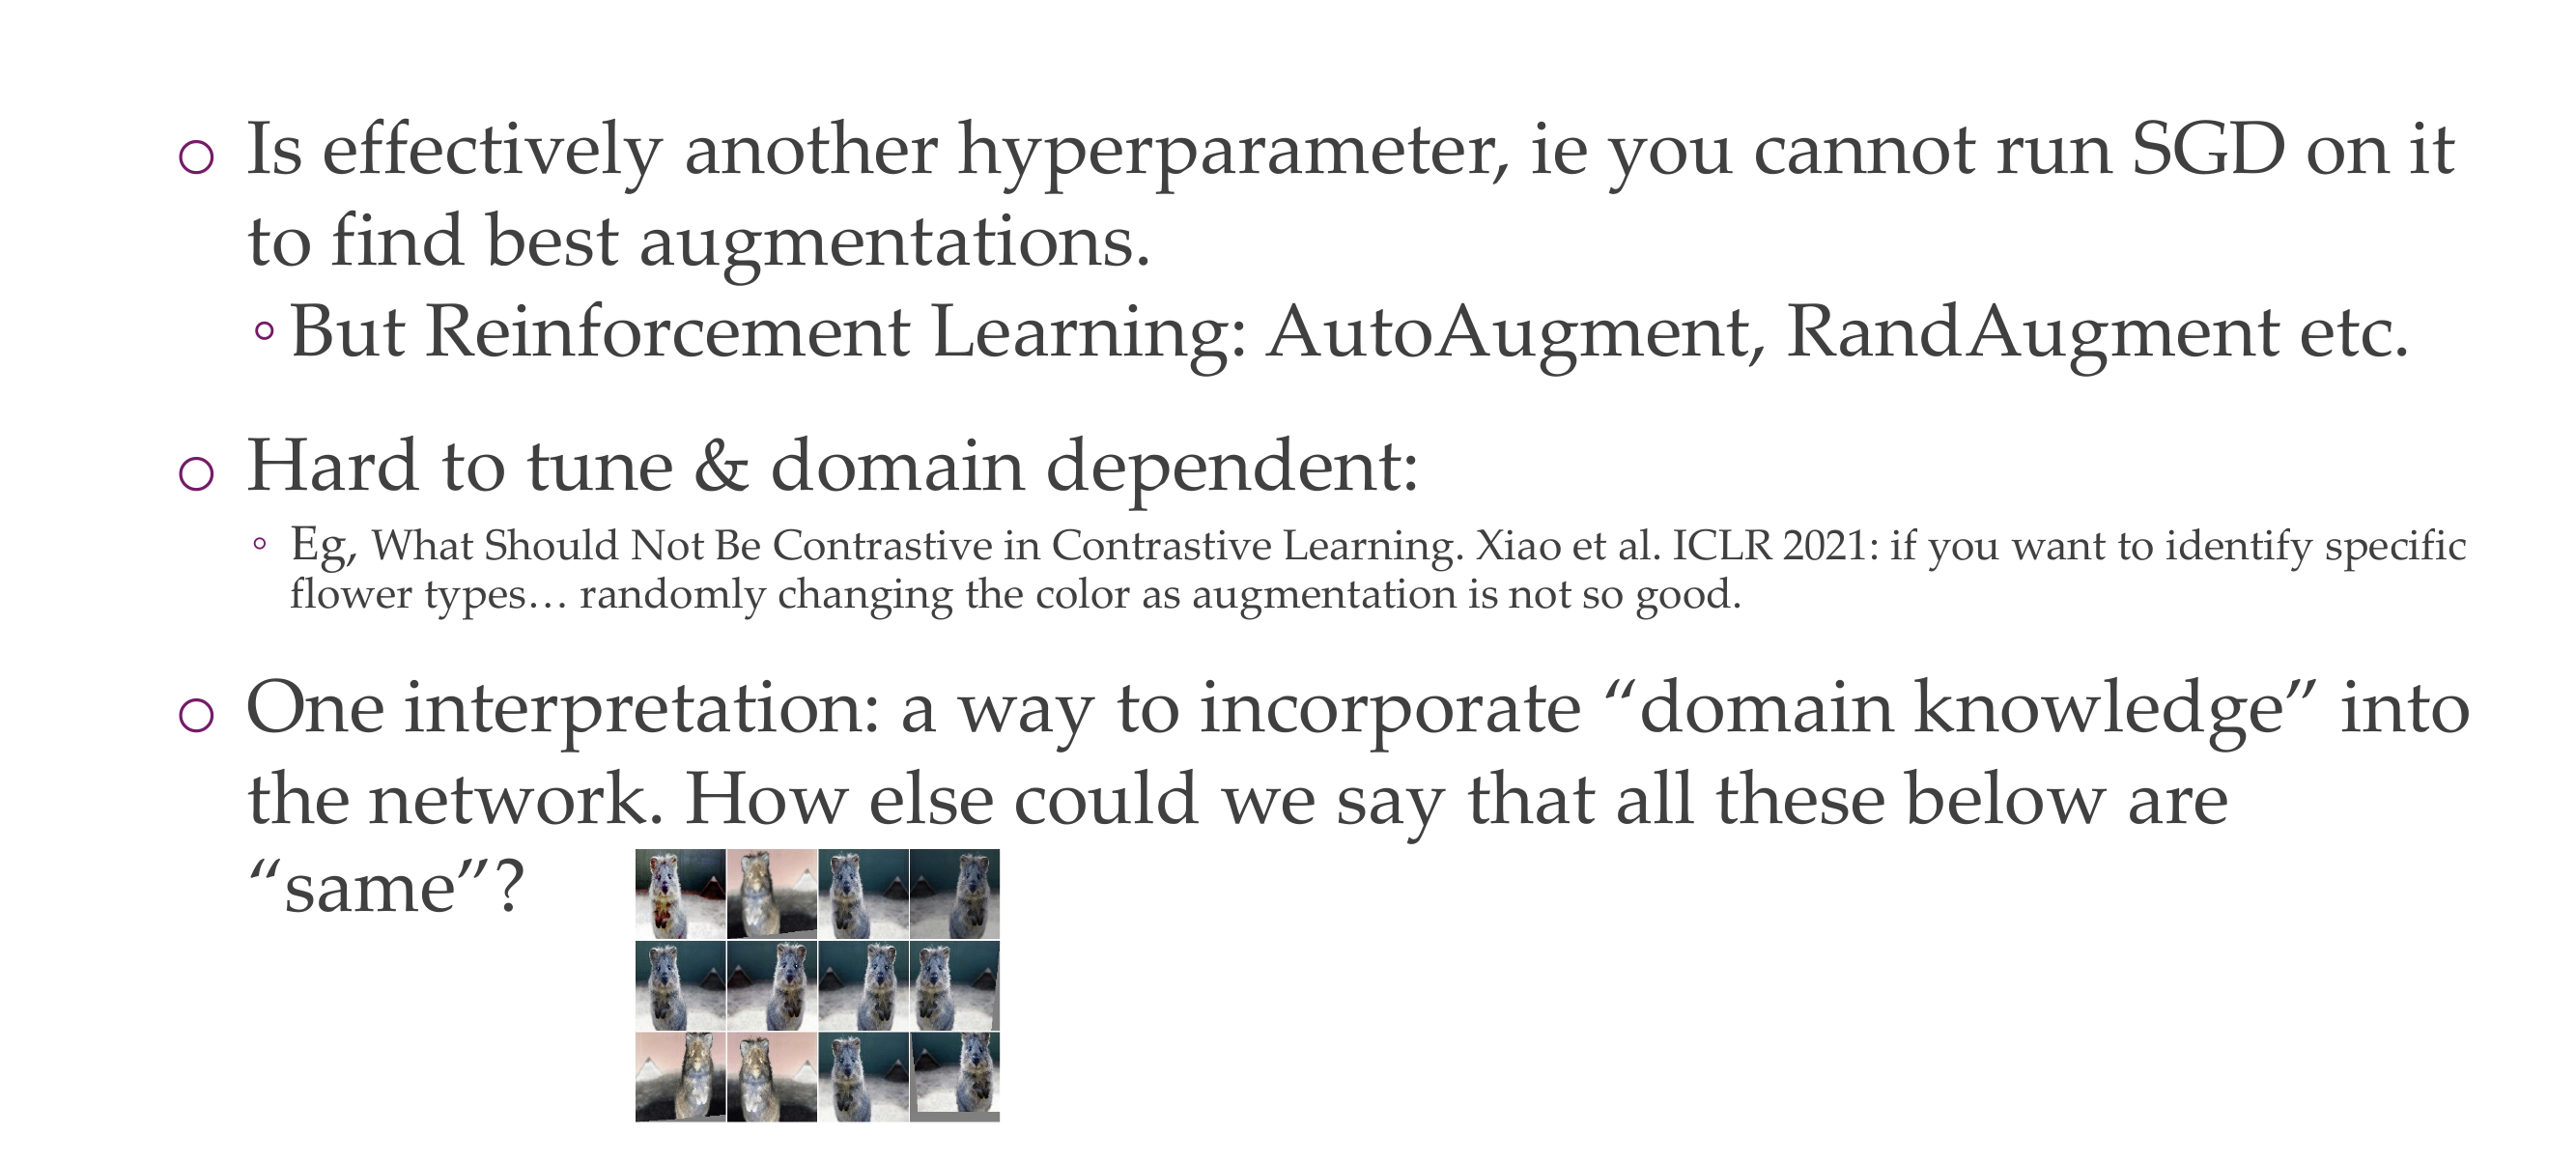 Is effectively another hyperparameter, ie you cannot run SGD on it
to find best augmentations.
But Reinforcement Learning: AutoAugment, RandAugment etc.
Hard to tune & domain dependent:
Eg, What Should Not Be Contrastive in Contrastive Learning. Xiao et al. ICLR 2021: if you want to identify specific
flower types… randomly changing the color as augmentation is not so good.
One interpretation: a way to incorporate “domain knowledge” into
the network. How else could we say that all these below are
“same”?